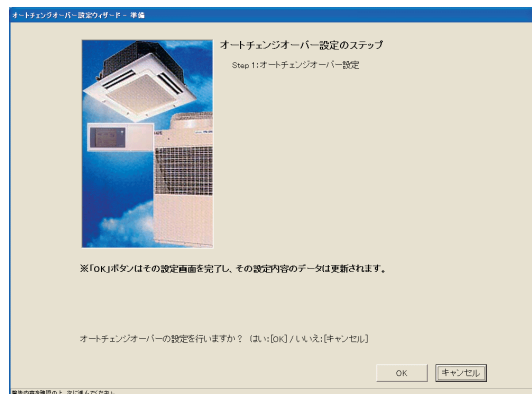 オートチェンジオーバー設定ウィザード - 準備
オートチェンジオーバー設定のステップ
Step 1:オートチェンジオーバー設定
※「OK」ボタンはその設定画面を完了し、その設定内容のデータは更新されます。
オートチェンジオーバーの設定を行いますか？ (はい:[OK] / いいえ:[キャンセル]
OK
キャンセル